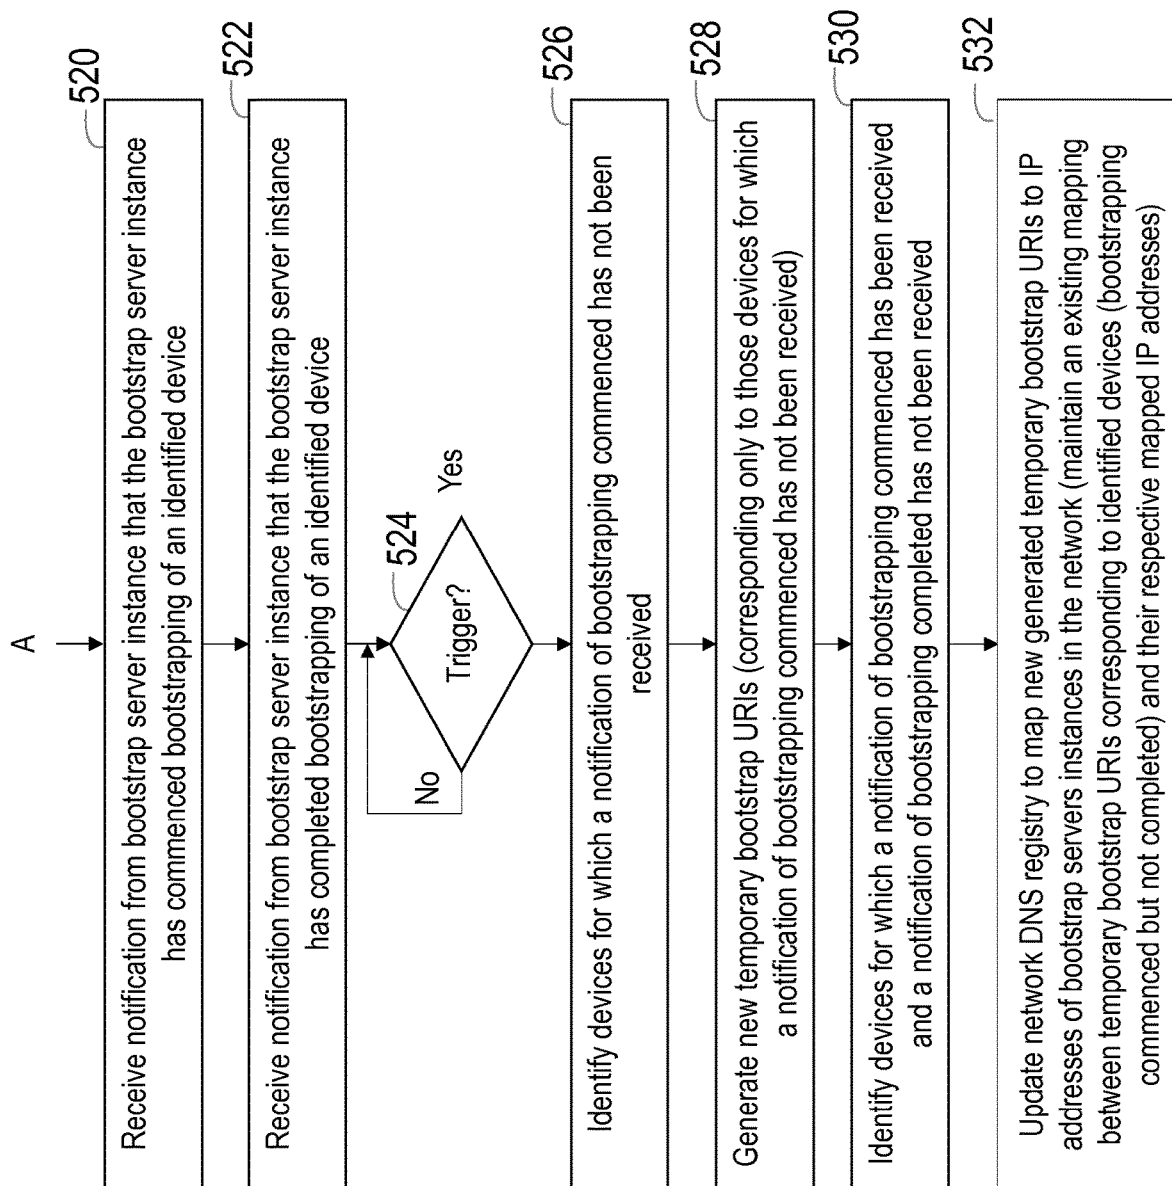 A
520
Receive notification from bootstrap server instance that the bootstrap server instance
has commenced bootstrapping of an identified device
522
Receive notification from bootstrap server instance that the bootstrap server instance
has completed bootstrapping of an identified device
524
Trigger?
No
Yes
526
Identify devices for which a notification of bootstrapping commenced has not been
received
528
Generate new temporary bootstrap URIs (corresponding only to those devices for which
a notification of bootstrapping commenced has not been received)
530
Identify devices for which a notification of bootstrapping commenced has been received
and a notification of bootstrapping completed has not been received
532
Update network DNS registry to map new generated temporary bootstrap URIs to IP
addresses of bootstrap servers instances in the network (maintain an existing mapping
between temporary bootstrap URIs corresponding to identified devices (bootstrapping
commenced but not completed) and their respective mapped IP addresses)